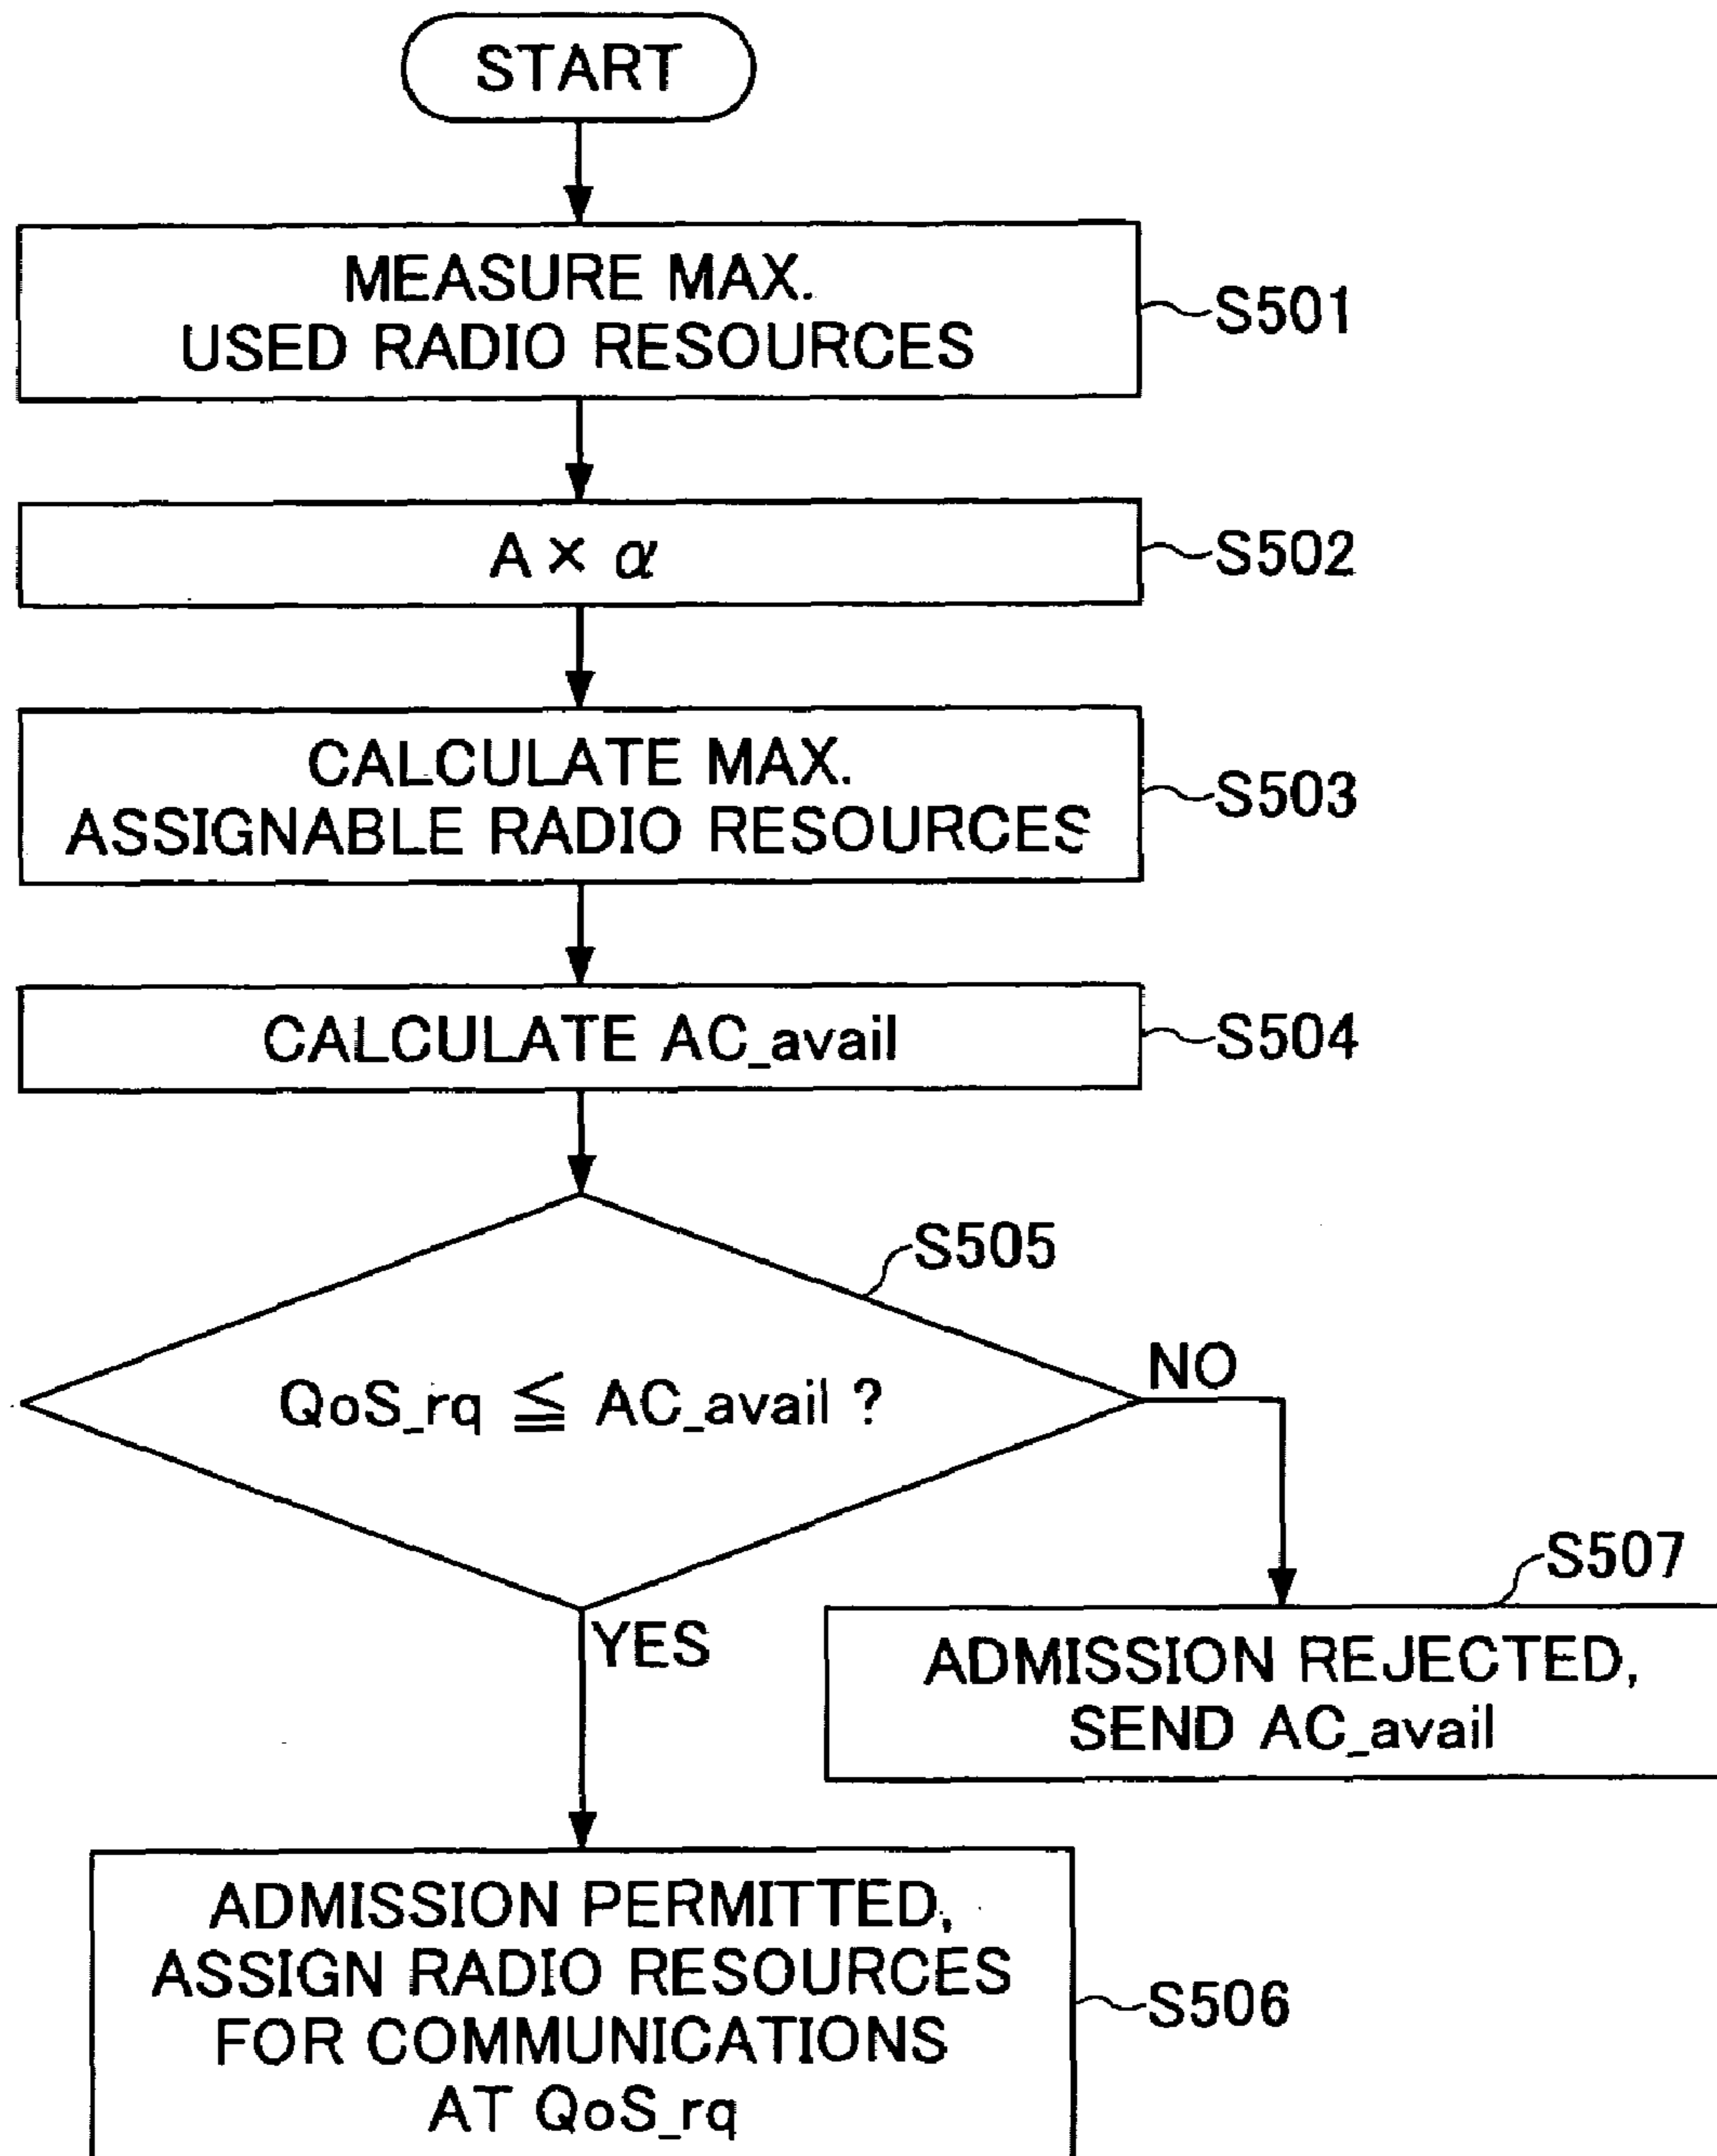 START
MEASURE MAX.
USED RADIO RESOURCES
S501
A × α
S502
CALCULATE MAX.
ASSIGNABLE RADIO RESOURCES
S503
CALCULATE AC_avail
S504
S505
QoS_rq ≦ AC_avail ?
NO
YES
S507
ADMISSION REJECTED,
SEND AC_avail
ADMISSION PERMITTED,
ASSIGN RADIO RESOURCES
FOR COMMUNICATIONS
AT QoS_rq
S506